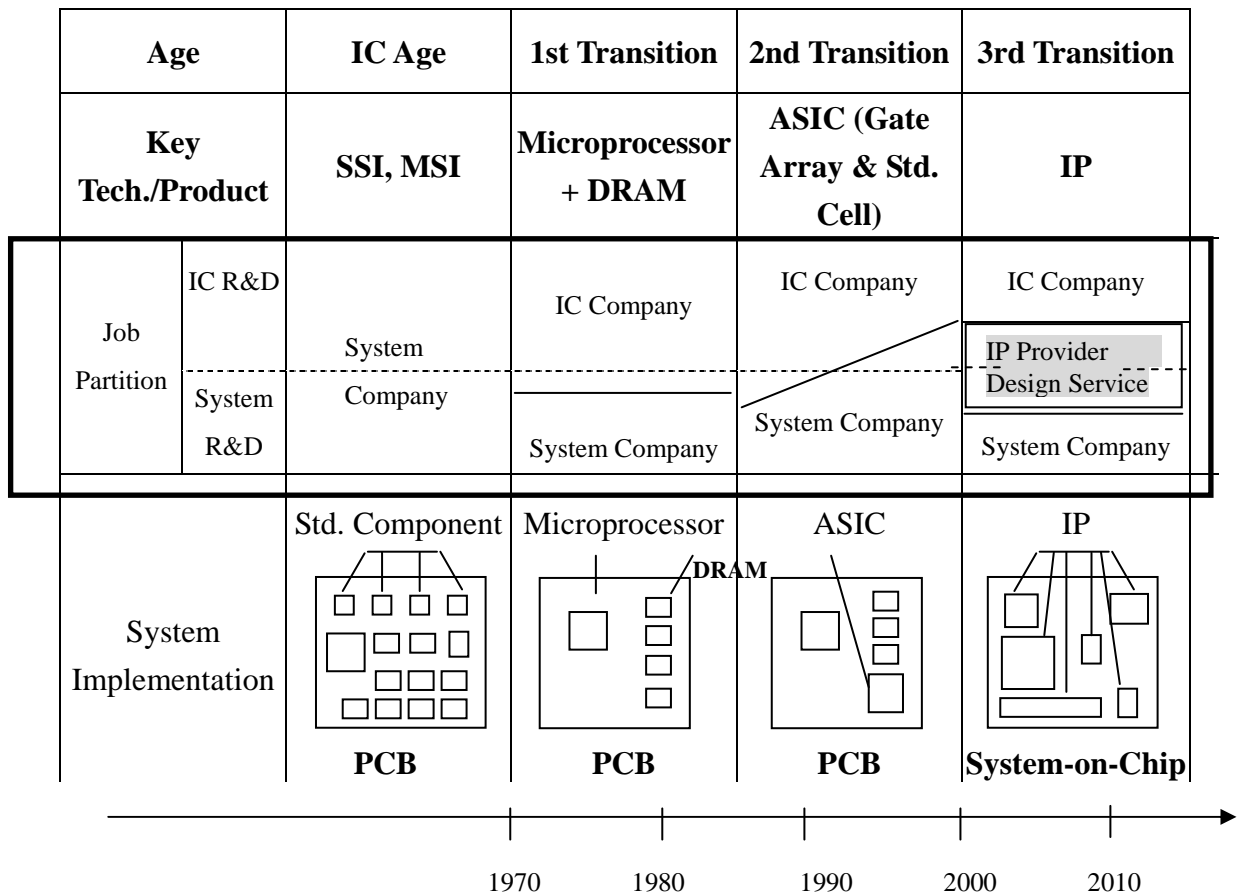 Age
IC Age
1st Transition
2nd Transition
3rd Transition
Key
Tech./Product
SSI, MSI
Microprocessor
+ DRAM
ASIC (Gate
Array & Std.
Cell)
IP
Job
Partition
IC R&D
System
R&D
System
Company
IC Company
System Company
IC Company
System Company
IC Company
IP Provider
Design Service
System Company
System
Implementation
Std. Component
PCB
Microprocessor
DRAM
PCB
ASIC
PCB
IP
System-on-Chip
1970
1980
1990
2000
2010